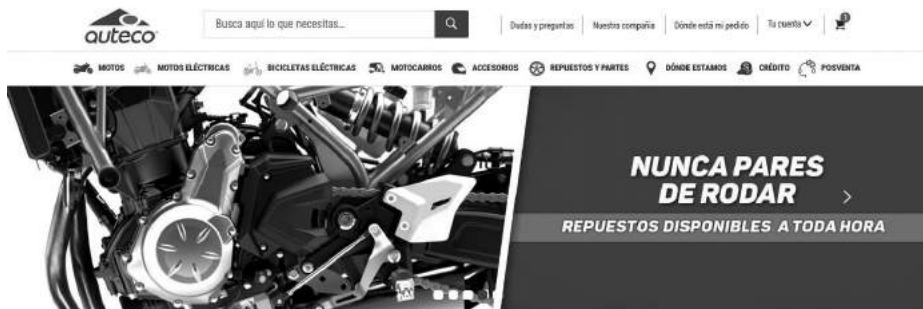 auteco
Busca aquí lo que necesitas...
Dudas y preguntas
Nuestra compañía
Dónde está mi pedido
Tu cuenta
MOTOS
MOTOS ELÉCTRICAS
BICICLETAS ELÉCTRICAS
MOTOCARROS
ACCESORIOS
REPUESTOS Y PARTES
DÓNDE ESTAMOS
CRÉDITO
POSVENTA
NUNCA PARES
DE RODAR
REPUESTOS DISPONIBLES A TODA HORA